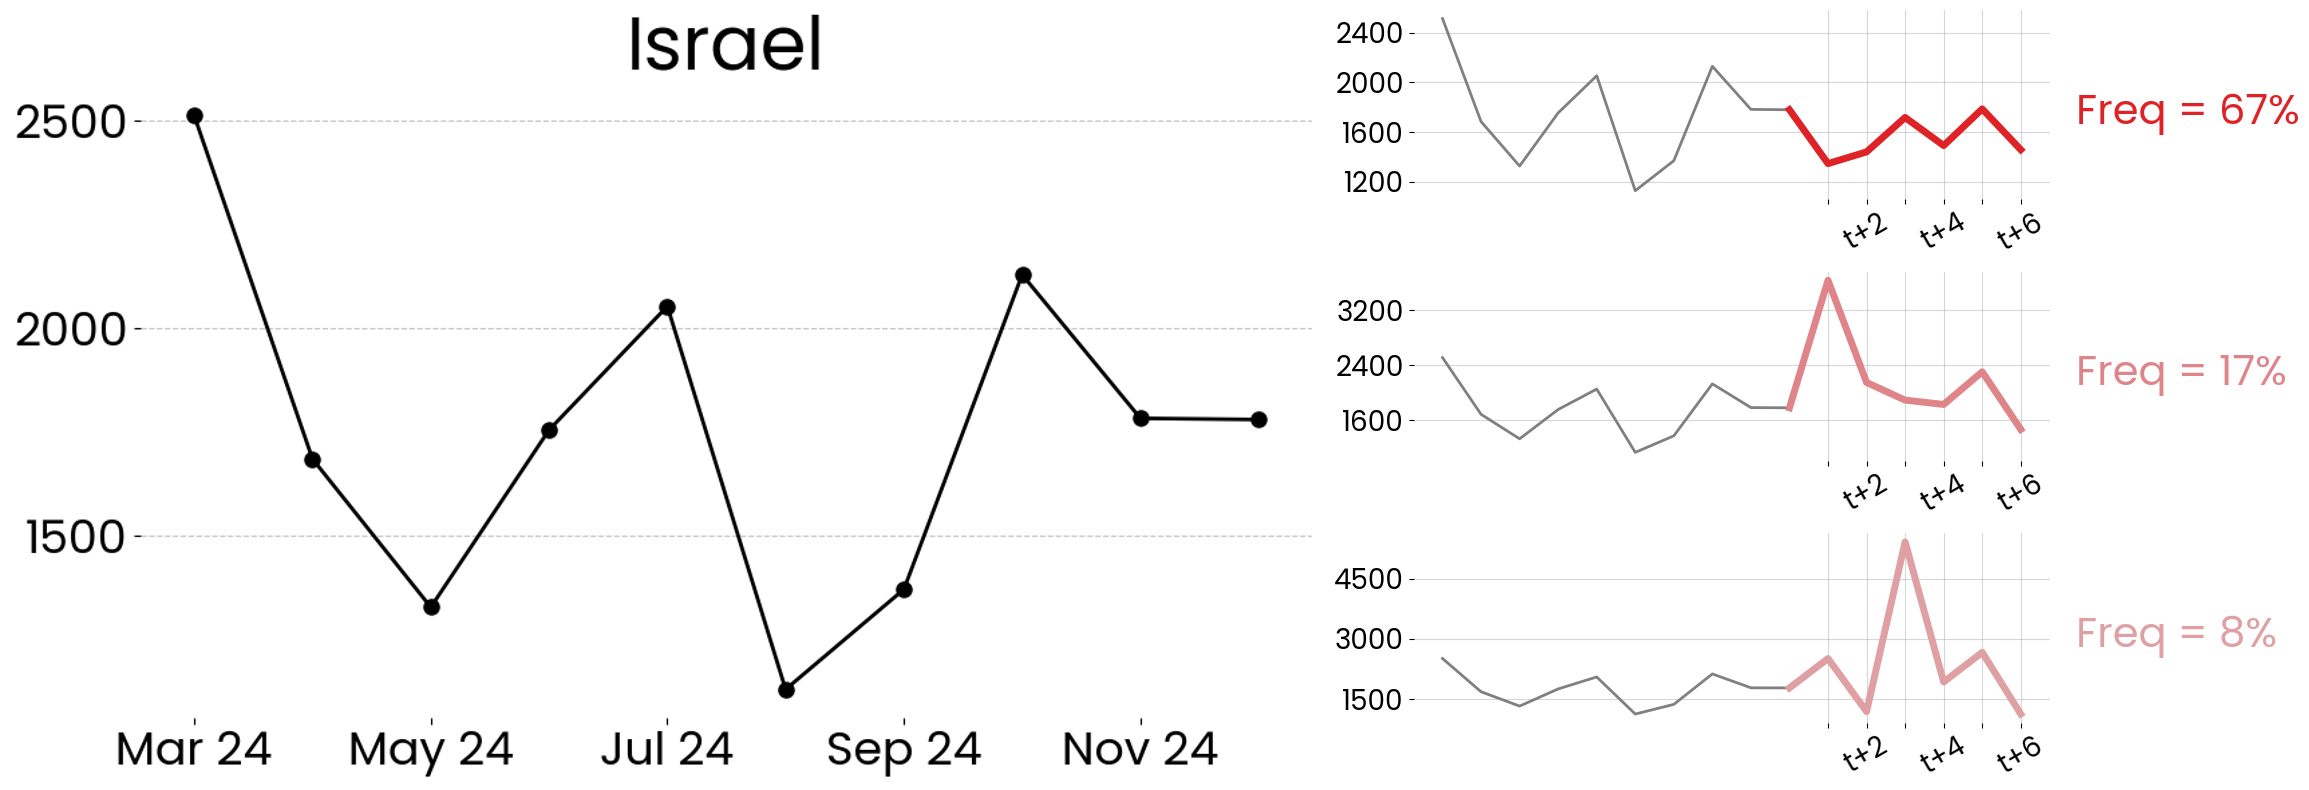 Israel
2500
2000
1500
Mar 24
May 24
Jul 24
Sep 24
Nov 24
2400
2000
1600
1200
t+2
t+4
t+6
Freq = 67%
3200
2400
1600
t+2
t+4
t+6
Freq = 17%
4500
3000
1500
t+2
t+4
t+6
Freq = 8%